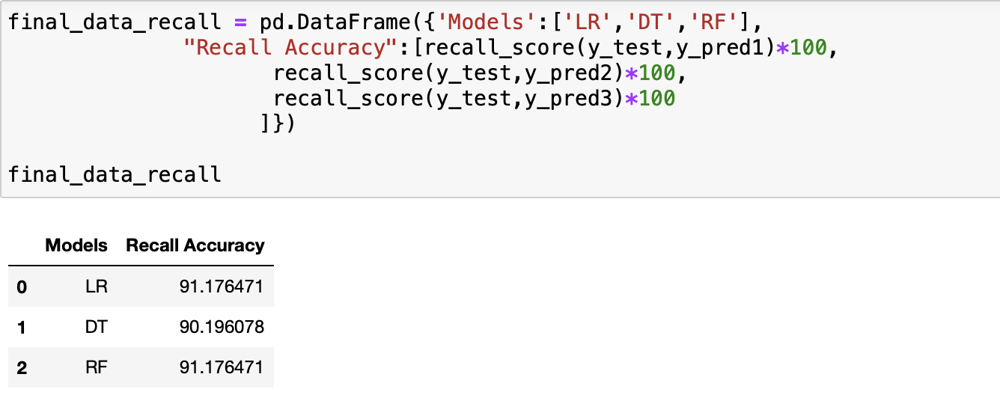 final_data_recall = pd.DataFrame({'Models':['LR','DT','RF'],
"Recall Accuracy":[recall_score(y_test,y_pred1)*100,
recall_score(y_test,y_pred2)*100,
recall_score(y_test,y_pred3)*100
]})
final_data_recall
Models Recall Accuracy
0 LR 91.176471
1 DT 90.196078
2 RF 91.176471